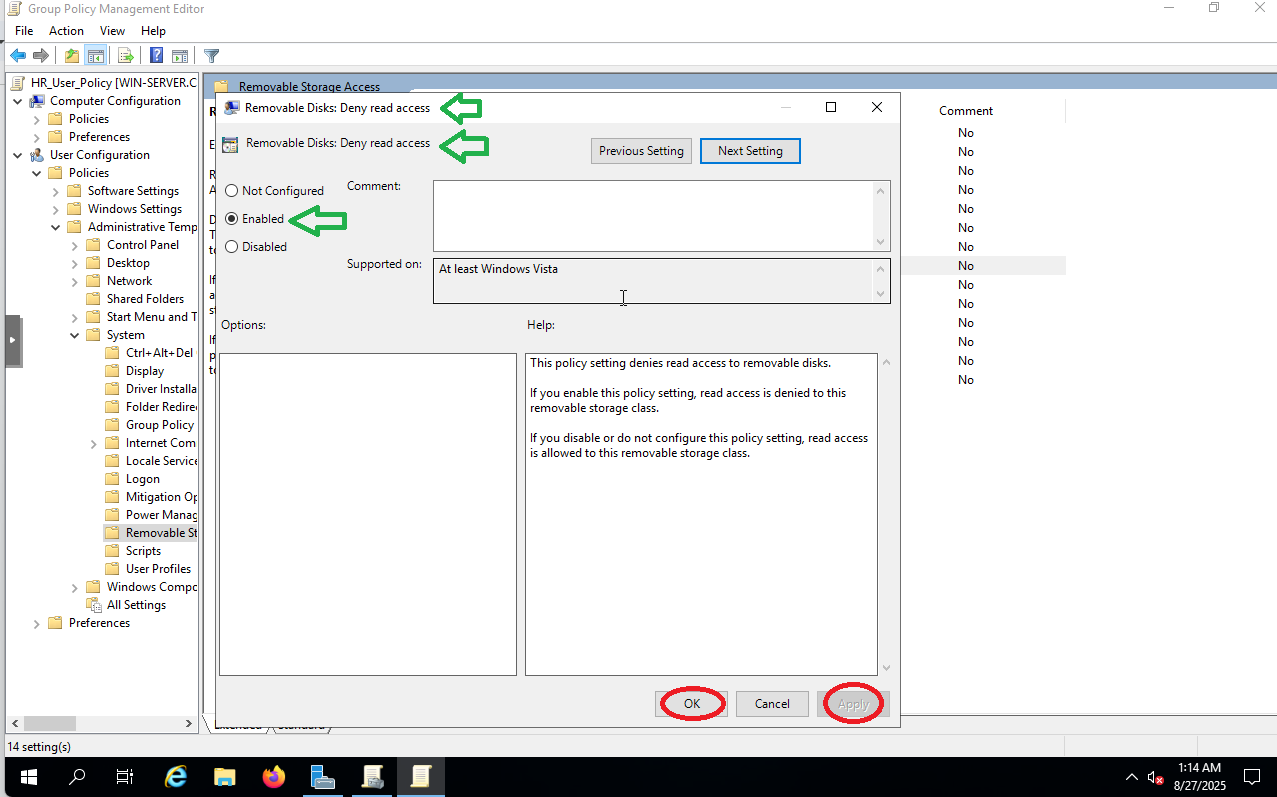 Group Policy Management Editor
File Action View Help
HR_User_Policy [WIN-SERVER.C
Computer Configuration
Policies
Preferences
User Configuration
Policies
Software Settings
Windows Settings
Administrative Temp
Control Panel
Desktop
Network
Shared Folders
Start Menu and T
System
Ctrl+Alt+Del
Display
Driver Installa
Folder Redire
Group Policy
Internet Com
Locale Service
Logon
Mitigation Op
Power Manag
Removable St
Scripts
User Profiles
Windows Compo
All Settings
Preferences
Removable Storage Access
Removable Disks: Deny read access
Removable Disks: Deny read access
Previous Setting
Next Setting
Not Configured
Enabled
Disabled
Comment:
Supported on:
At least Windows Vista
Options:
Help:
This policy setting denies read access to removable disks.
If you enable this policy setting, read access is denied to this
removable storage class.
If you disable or do not configure this policy setting, read access
is allowed to this removable storage class.
OK
Cancel
Apply
Comment
No
No
No
No
No
No
No
No
No
No
No
No
No
No
Extended
Standard
14 setting(s)
1:14 AM
8/27/2025